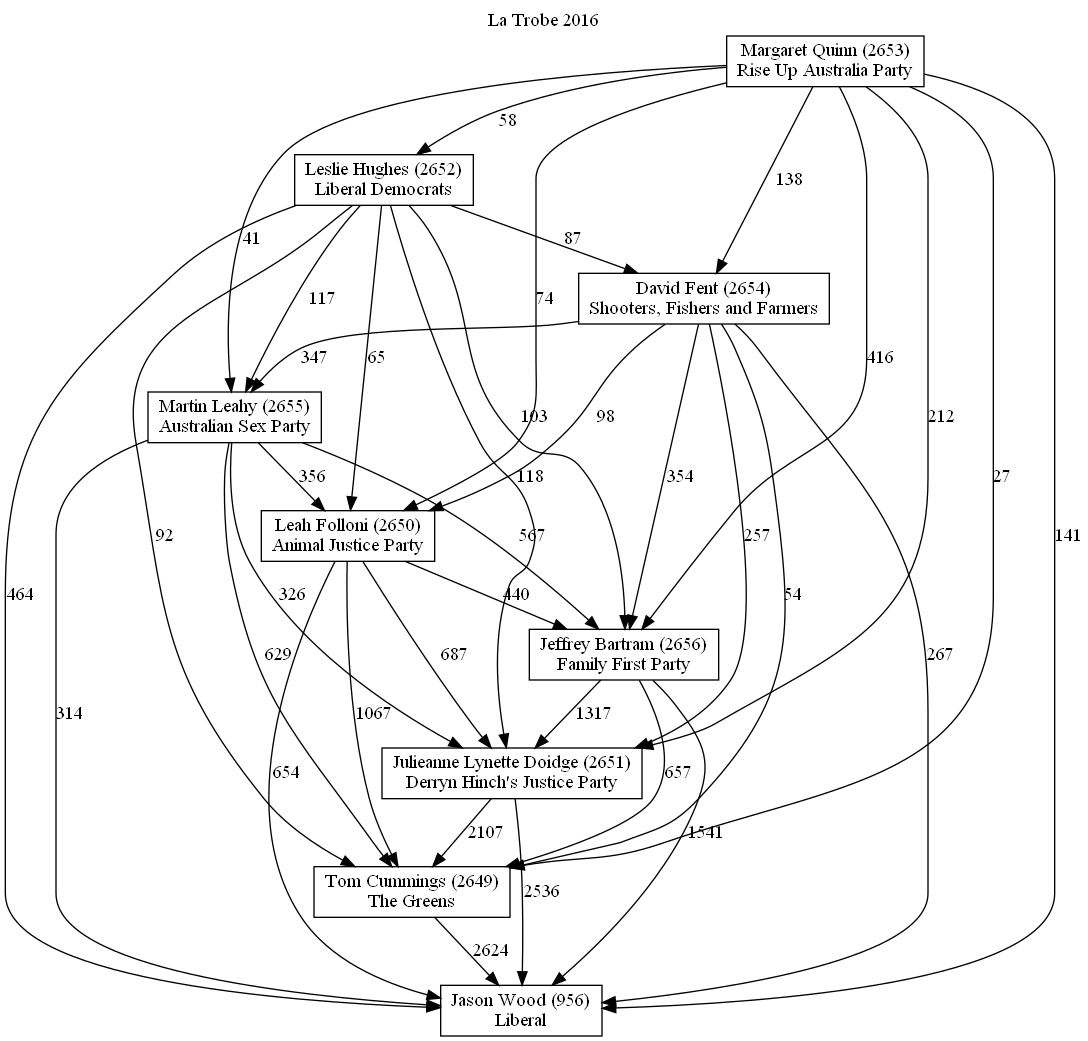 La Trobe 2016
Margaret Quinn (2653)
Rise Up Australia Party
58
Leslie Hughes (2652)
Liberal Democrats
138
41
87
David Fent (2654)
Shooters, Fishers and Farmers
117
74
347
65
416
Martin Leahy (2655)
Australian Sex Party
103
98
212
356
118
354
27
Leah Folloni (2650)
Animal Justice Party
92
567
257
141
464
326
440
54
Jeffrey Bartram (2656)
Family First Party
629
687
267
314
1067
1317
Julieanne Lynette Doidge (2651)
Derryn Hinch's Justice Party
654
657
2107
1541
Tom Cummings (2649)
The Greens
2536
2624
Jason Wood (956)
Liberal